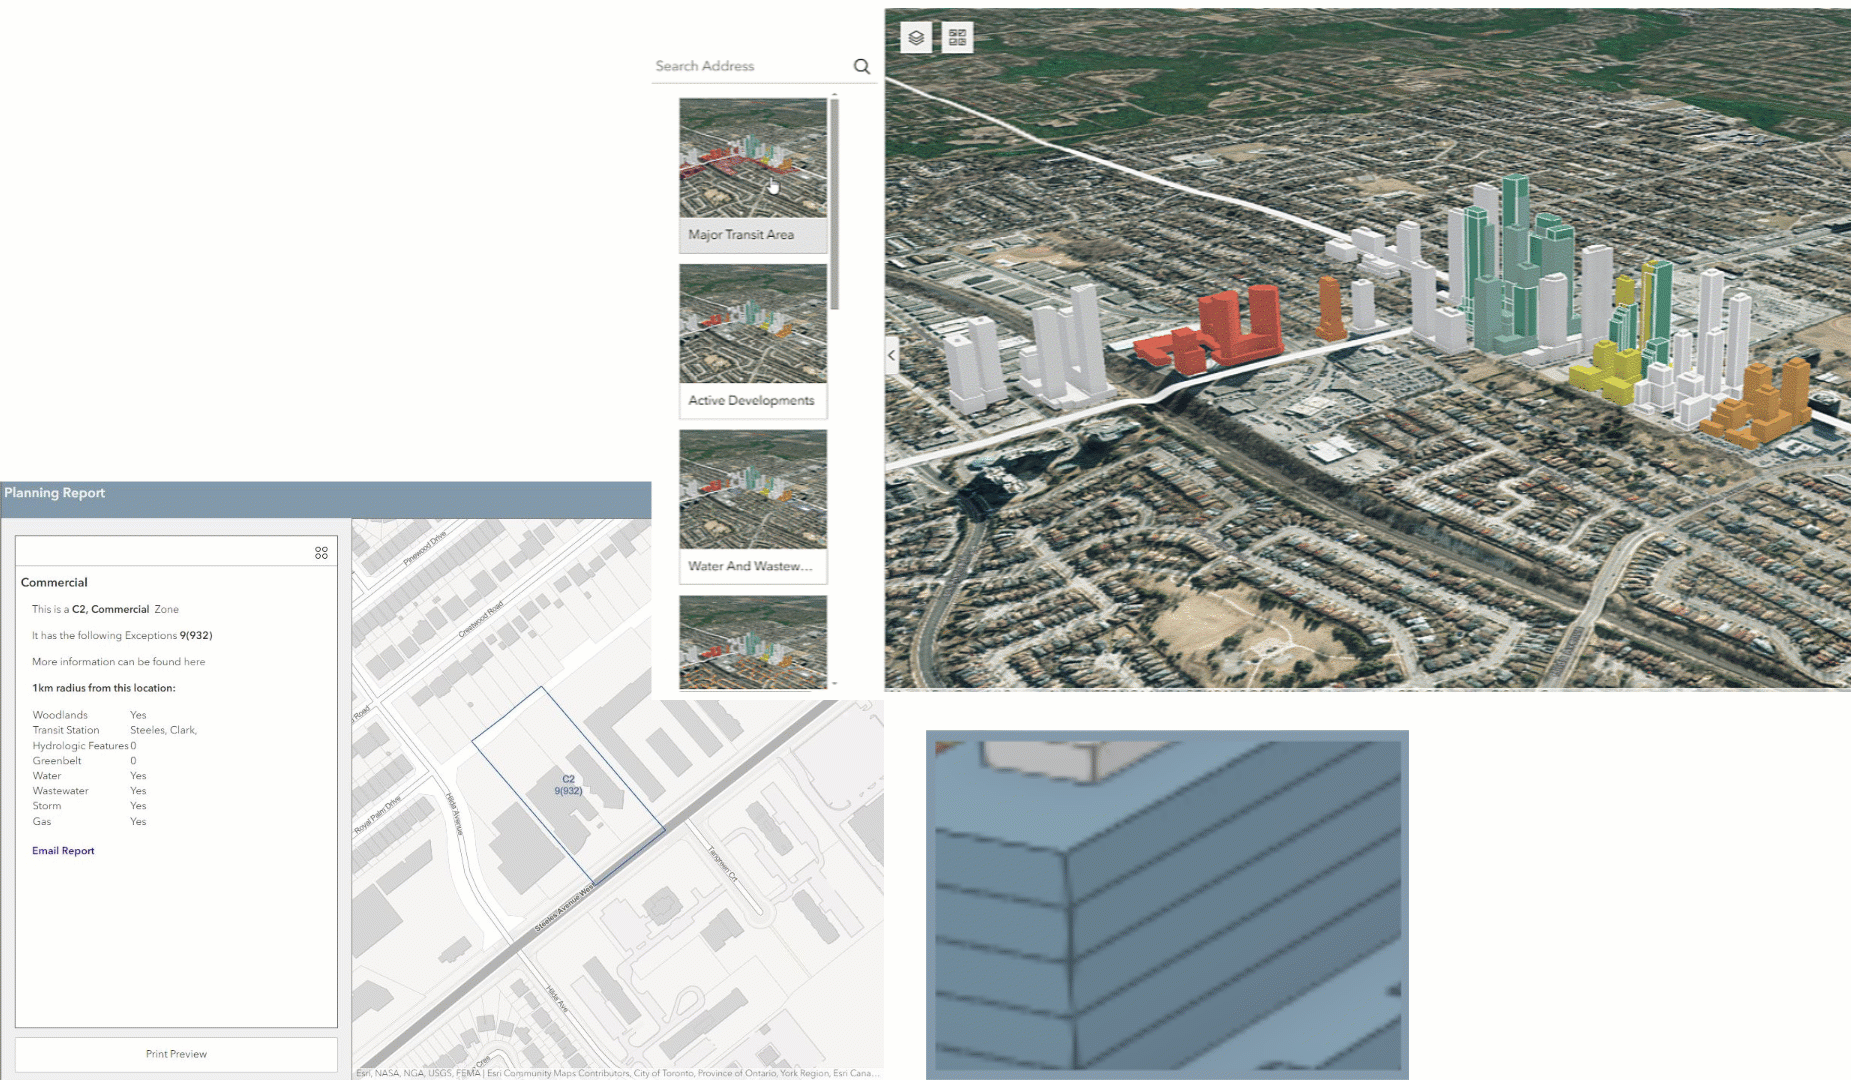 Search Address
Major Transit Area
Active Developments
Water And Wastew...
Planning Report
Commercial
This is a C2, Commercial Zone
It has the following Exceptions 9(932)
More information can be found here
1km radius from this location:
Woodlands Yes
Transit Station Steeles, Clark,
Hydrologic Features 0
Greenbelt 0
Water Yes
Wastewater Yes
Storm Yes
Gas Yes
Email Report
Print Preview
Pinewood Drive
Crestwood Road
Road
Royal Palm Drive
Hilda Avenue
C2
9(932)
Steeles Avenue West
Tangreen Crt
Hilda Ave
Cres
Esri, NASA, NGA, USGS, FEMA | Esri Community Maps Contributors, City of Toronto, Province of Ontario, York Region, Esri Cana...